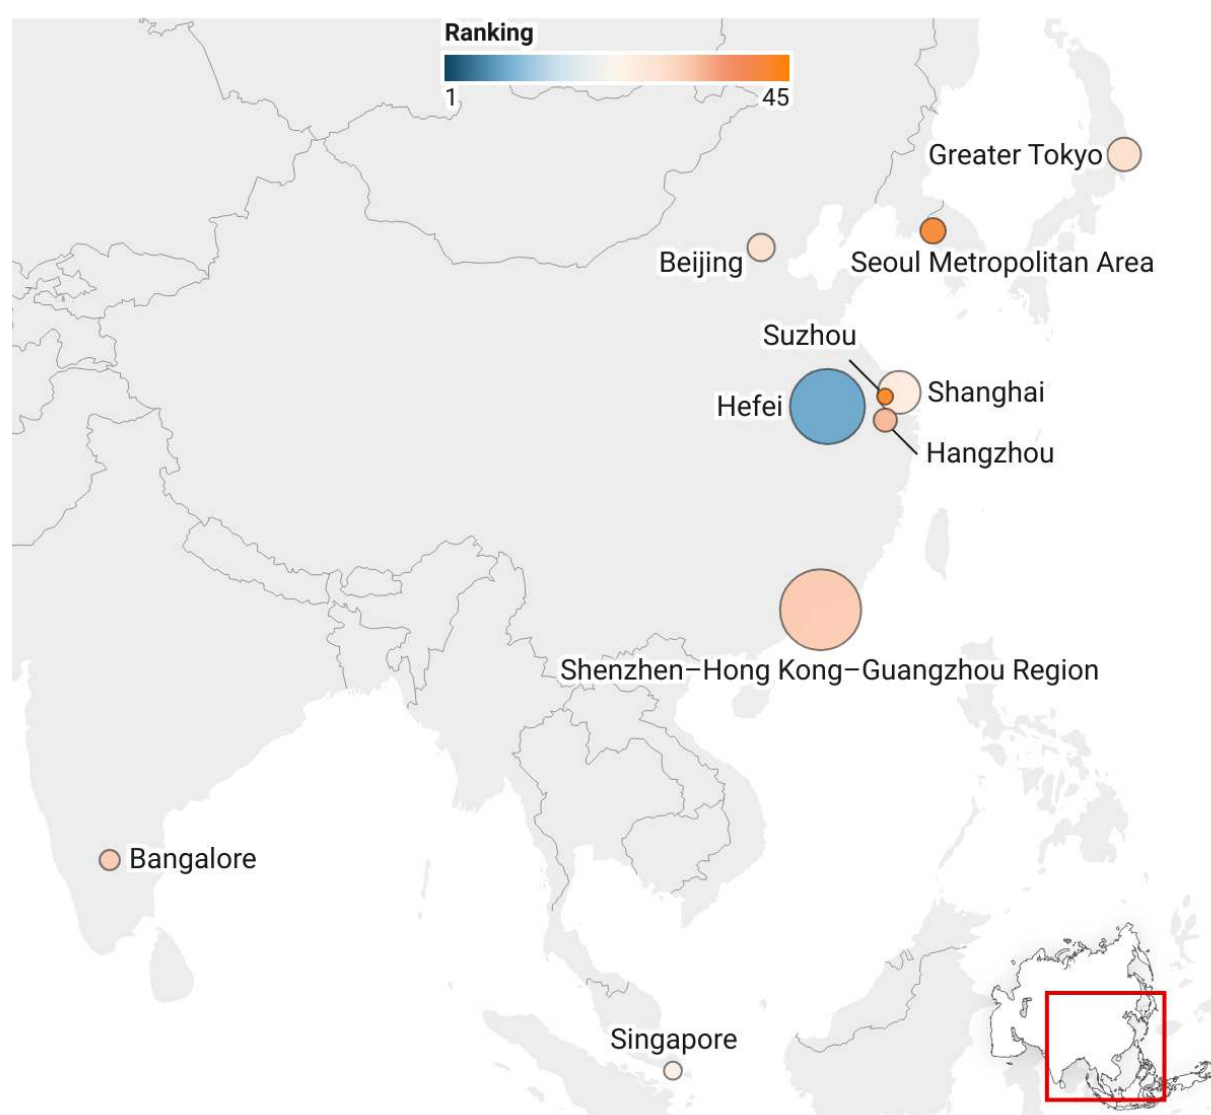 Ranking
1
45
Greater Tokyo
Beijing
Seoul Metropolitan Area
Suzhou
Shanghai
Hefei
Hangzhou
Shenzhen–Hong Kong–Guangzhou Region
Bangalore
Singapore